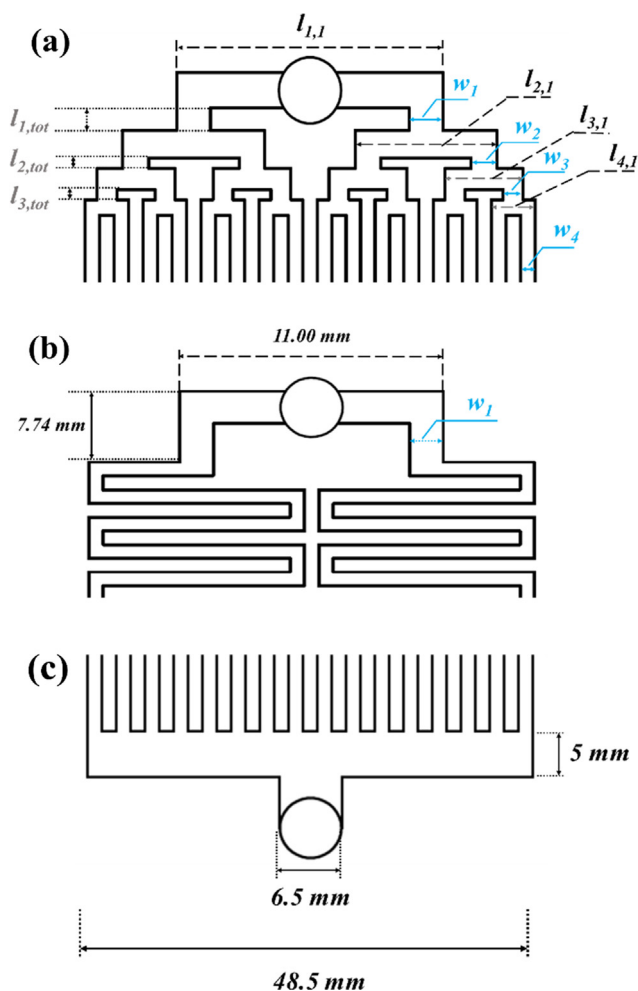 (a)
l1,1
l1,tot
w1
l2,1
l3,1
w2
l2,tot
l4,1
w3
l3,tot
w4
(b)
11.00 mm
7.74 mm
w1
(c)
5 mm
6.5 mm
48.5 mm